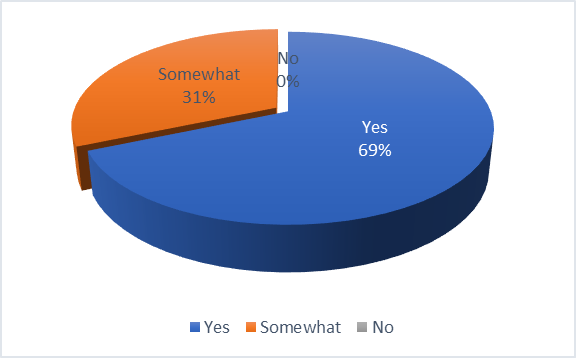 No
0%
Somewhat
31%
Yes
69%
Yes Somewhat No